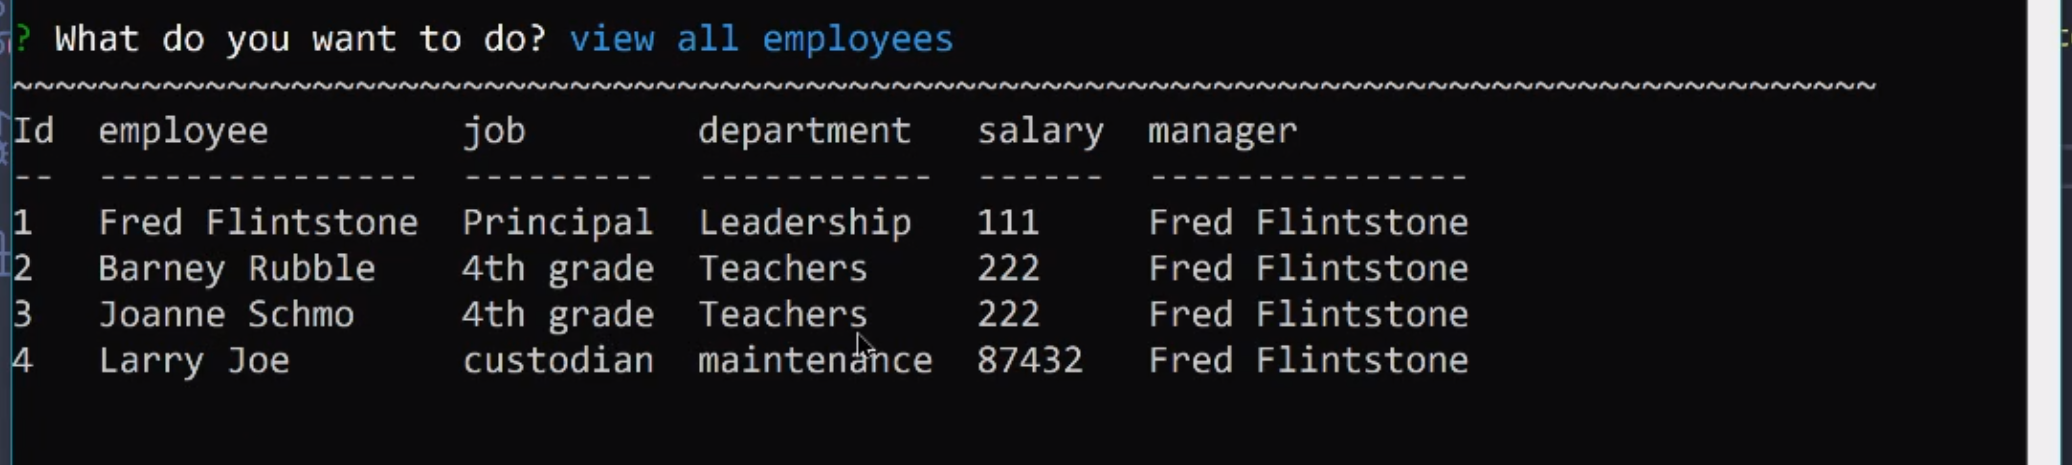 ? What do you want to do? view all employees
~~~~~~~~~~~~~~~~~~~~~~~~~~~~~~~~~~~~~~~~~~~~~~~~~~~~~~~~~~~~~~~~~~~~~~~~~~~~~~~~~~~~~~~
Id  employee         job        department   salary  manager
--  ---------------  ---------  -----------  ------  ---------------
1   Fred Flintstone  Principal  Leadership   111     Fred Flintstone
2   Barney Rubble    4th grade  Teachers     222     Fred Flintstone
3   Joanne Schmo     4th grade  Teachers     222     Fred Flintstone
4   Larry Joe        custodian  maintenance  87432   Fred Flintstone